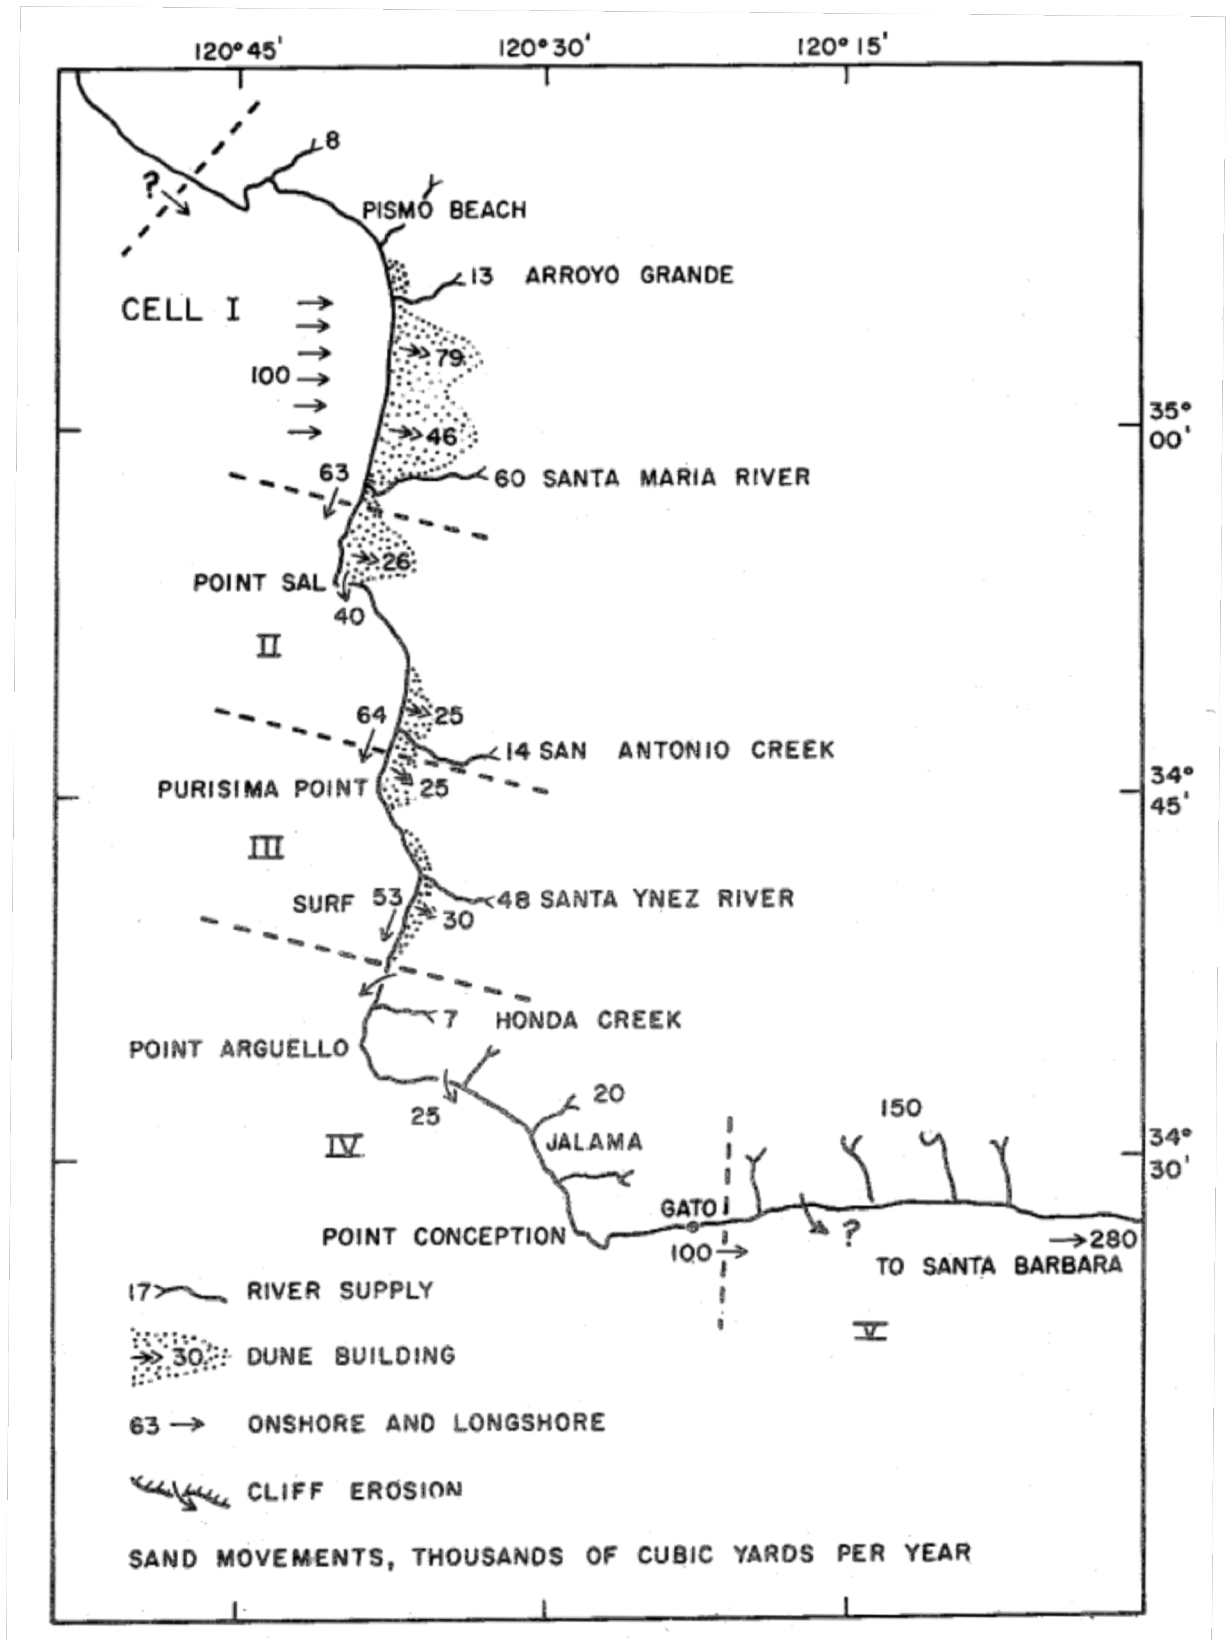 120°45' 120°30' 120°15'
8
?
PISMO BEACH
13 ARROYO GRANDE
CELL I
79
100
35° 00'
46
63
60 SANTA MARIA RIVER
26
POINT SAL
40
II
64
25
14 SAN ANTONIO CREEK
34° 45'
PURISIMA POINT
25
III
SURF 53
48 SANTA YNEZ RIVER
30
7 HONDA CREEK
POINT ARGUELLO
25
20
150
IV
JALAMA
34° 30'
GATO
POINT CONCEPTION
100
?
280
TO SANTA BARBARA
V
17 RIVER SUPPLY
30 DUNE BUILDING
63 ONSHORE AND LONGSHORE
CLIFF EROSION
SAND MOVEMENTS, THOUSANDS OF CUBIC YARDS PER YEAR